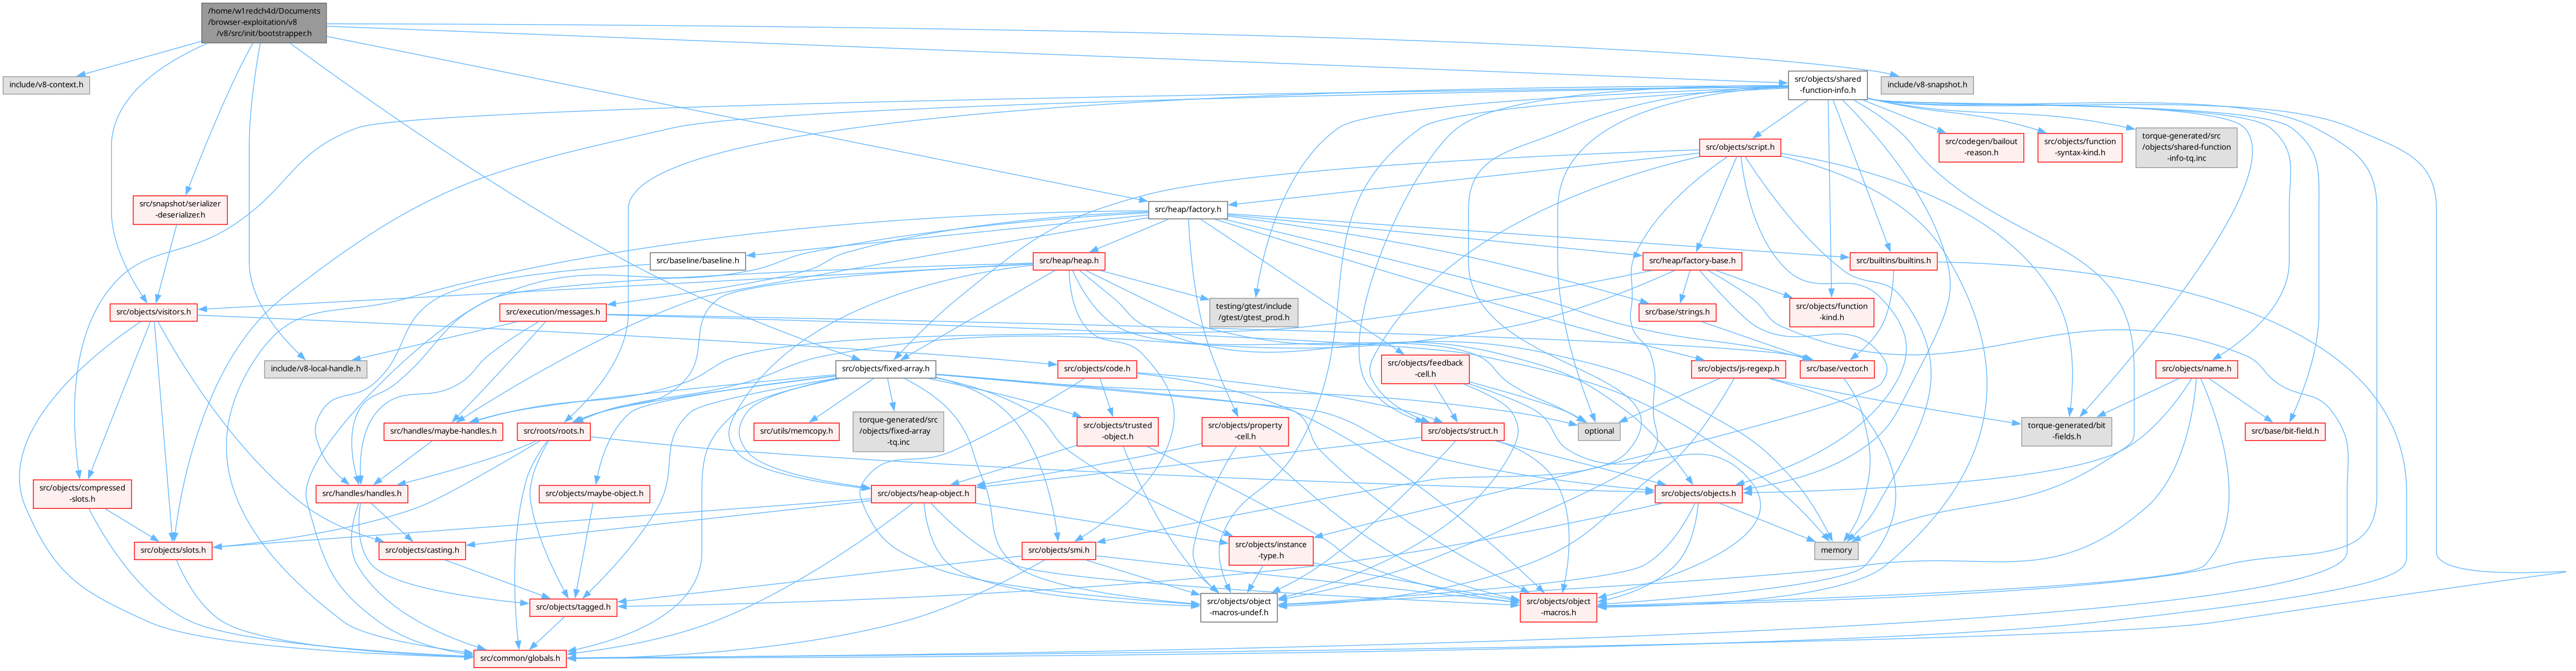 /home/w1redch4d/Documents
/browser-exploitation/v8
/v8/src/init/bootstrapper.h
include/v8-context.h
src/objects/shared
-function-info.h
include/v8-snapshot.h
src/objects/script.h
src/codegen/bailout
-reason.h
src/objects/function
-syntax-kind.h
torque-generated/src
/objects/shared-function
-info-tq.inc
src/snapshot/serializer
-deserializer.h
src/heap/factory.h
src/baseline/baseline.h
src/heap/heap.h
src/heap/factory-base.h
src/builtins/builtins.h
src/objects/visitors.h
src/execution/messages.h
testing/gtest/include
/gtest/gtest_prod.h
src/base/strings.h
src/objects/function
-kind.h
include/v8-local-handle.h
src/objects/fixed-array.h
src/objects/code.h
src/objects/feedback
-cell.h
src/objects/js-regexp.h
src/base/vector.h
src/objects/name.h
src/handles/maybe-handles.h
src/roots/roots.h
src/utils/memcopy.h
torque-generated/src
/objects/fixed-array
-tq.inc
src/objects/trusted
-object.h
src/objects/property
-cell.h
src/objects/struct.h
optional
torque-generated/bit
-fields.h
src/base/bit-field.h
src/objects/compressed
-slots.h
src/handles/handles.h
src/objects/maybe-object.h
src/objects/heap-object.h
src/objects/objects.h
src/objects/slots.h
src/objects/casting.h
src/objects/smi.h
src/objects/instance
-type.h
memory
src/objects/tagged.h
src/objects/object
-macros-undef.h
src/objects/object
-macros.h
src/common/globals.h